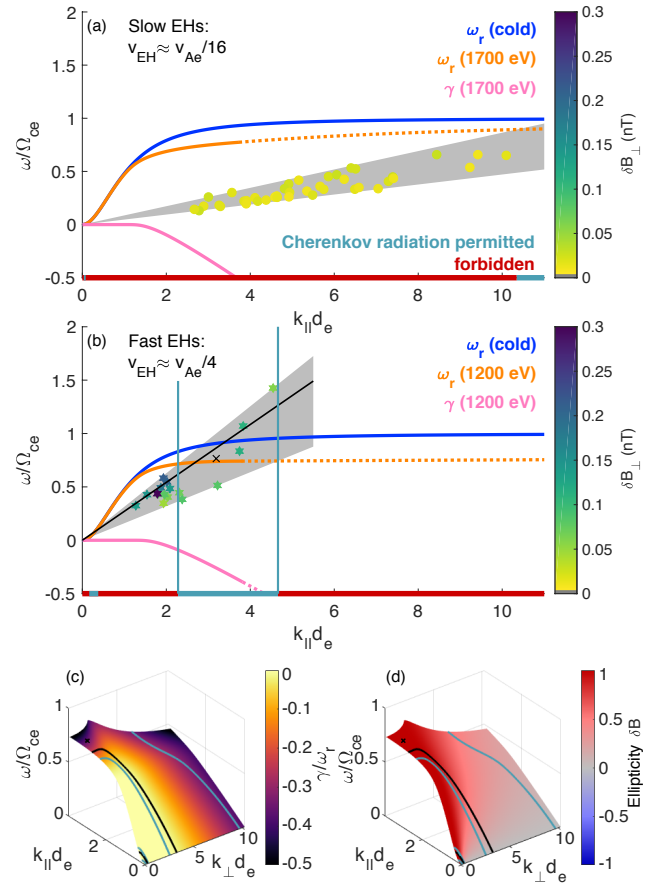 (a) Slow EHs:
v_EH ≈ v_Ae/16
ω_r (cold)
ω_r (1700 eV)
γ (1700 eV)
Cherenkov radiation permitted
forbidden
ω/Ω_ce
2
1.5
1
0.5
0
-0.5
0 2 4 6 8 10
k_||d_e
0.3
0.25
0.2
0.15
0.1
0.05
0
δB_⊥ (nT)
(b) Fast EHs:
v_EH ≈ v_Ae/4
ω_r (cold)
ω_r (1200 eV)
γ (1200 eV)
ω/Ω_ce
2
1.5
1
0.5
0
-0.5
0 2 4 6 8 10
k_||d_e
0.3
0.25
0.2
0.15
0.1
0.05
0
δB_⊥ (nT)
(c)
ω/Ω_ce
1
0.5
0
k_||d_e
2
0
0
5
10
k_⊥d_e
0
-0.1
-0.2
-0.3
-0.4
-0.5
γ/ω_r
(d)
ω/Ω_ce
1
0.5
0
k_||d_e
2
0
0
5
10
k_⊥d_e
1
0.5
0
-0.5
-1
Ellipticity δB